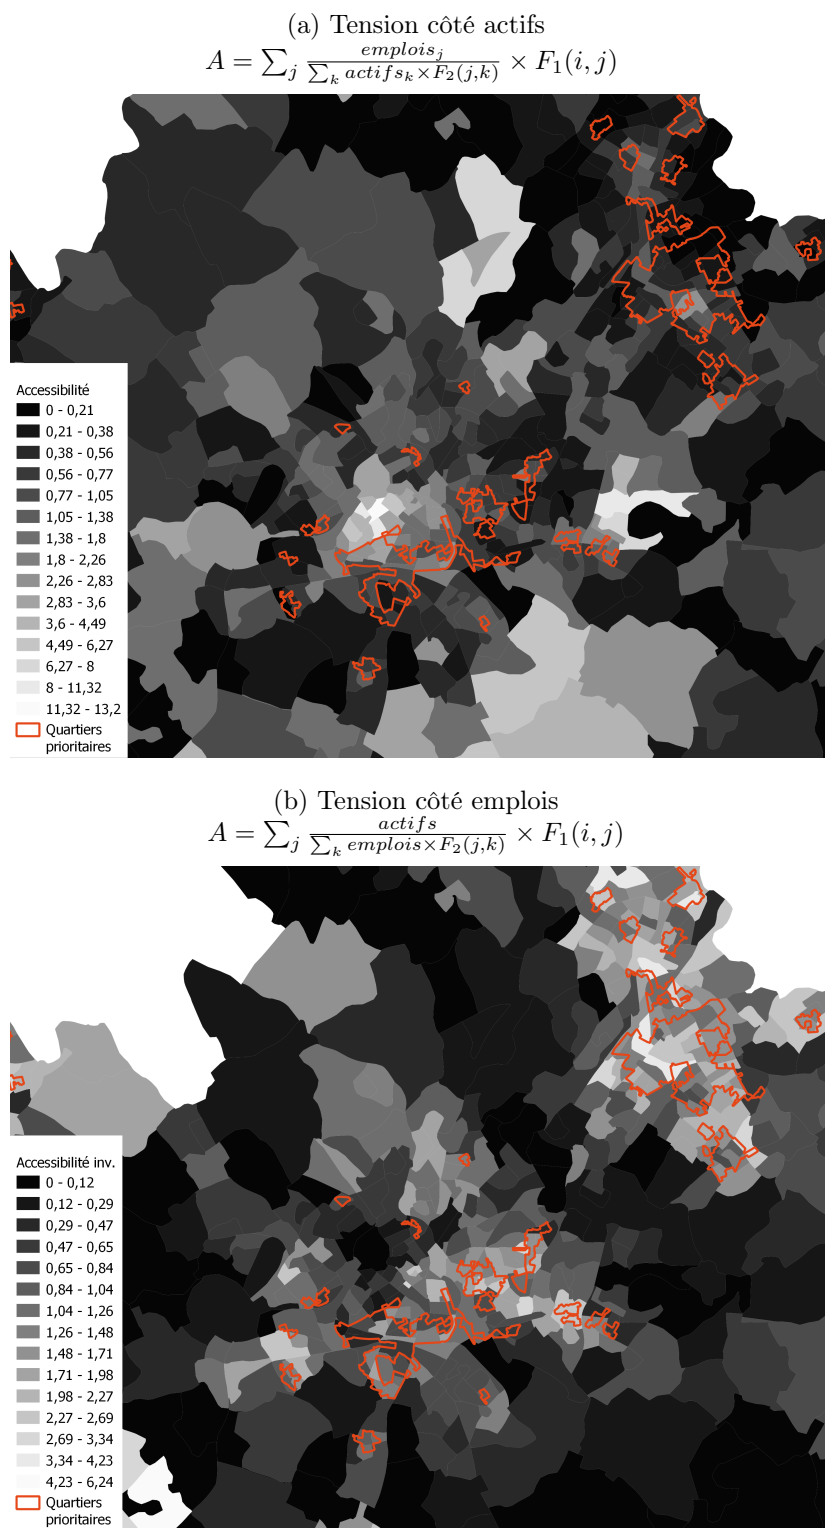 (a) Tension côté actifs
A = ∑_j emplois_j / ∑_k actifs_k × F_2(j,k) × F_1(i, j)
Accessibilité
0 - 0,21
0,21 - 0,38
0,38 - 0,56
0,56 - 0,77
0,77 - 1,05
1,05 - 1,38
1,38 - 1,8
1,8 - 2,26
2,26 - 2,83
2,83 - 3,6
3,6 - 4,49
4,49 - 6,27
6,27 - 8
8 - 11,32
11,32 - 13,2
Quartiers
prioritaires
(b) Tension côté emplois
A = ∑_j actifs / ∑_k emplois×F_2(j,k) × F_1(i, j)
Accessibilité inv.
0 - 0,12
0,12 - 0,29
0,29 - 0,47
0,47 - 0,65
0,65 - 0,84
0,84 - 1,04
1,04 - 1,26
1,26 - 1,48
1,48 - 1,71
1,71 - 1,98
1,98 - 2,27
2,27 - 2,69
2,69 - 3,34
3,34 - 4,23
4,23 - 6,24
Quartiers
prioritaires